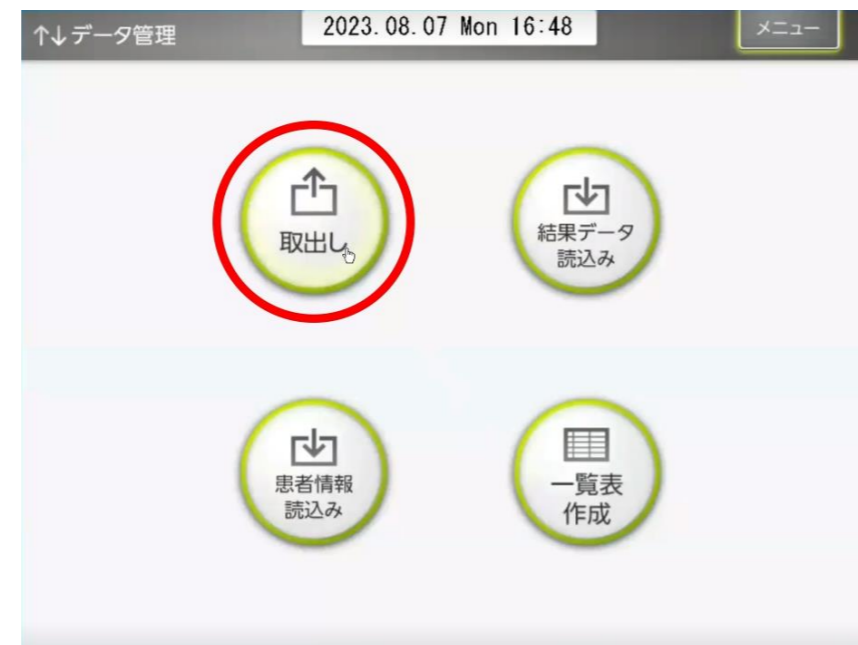 ↑↓データ管理
2023.08.07 Mon 16:48
メニュー
取出し
結果データ
読込み
患者情報
読込み
一覧表
作成